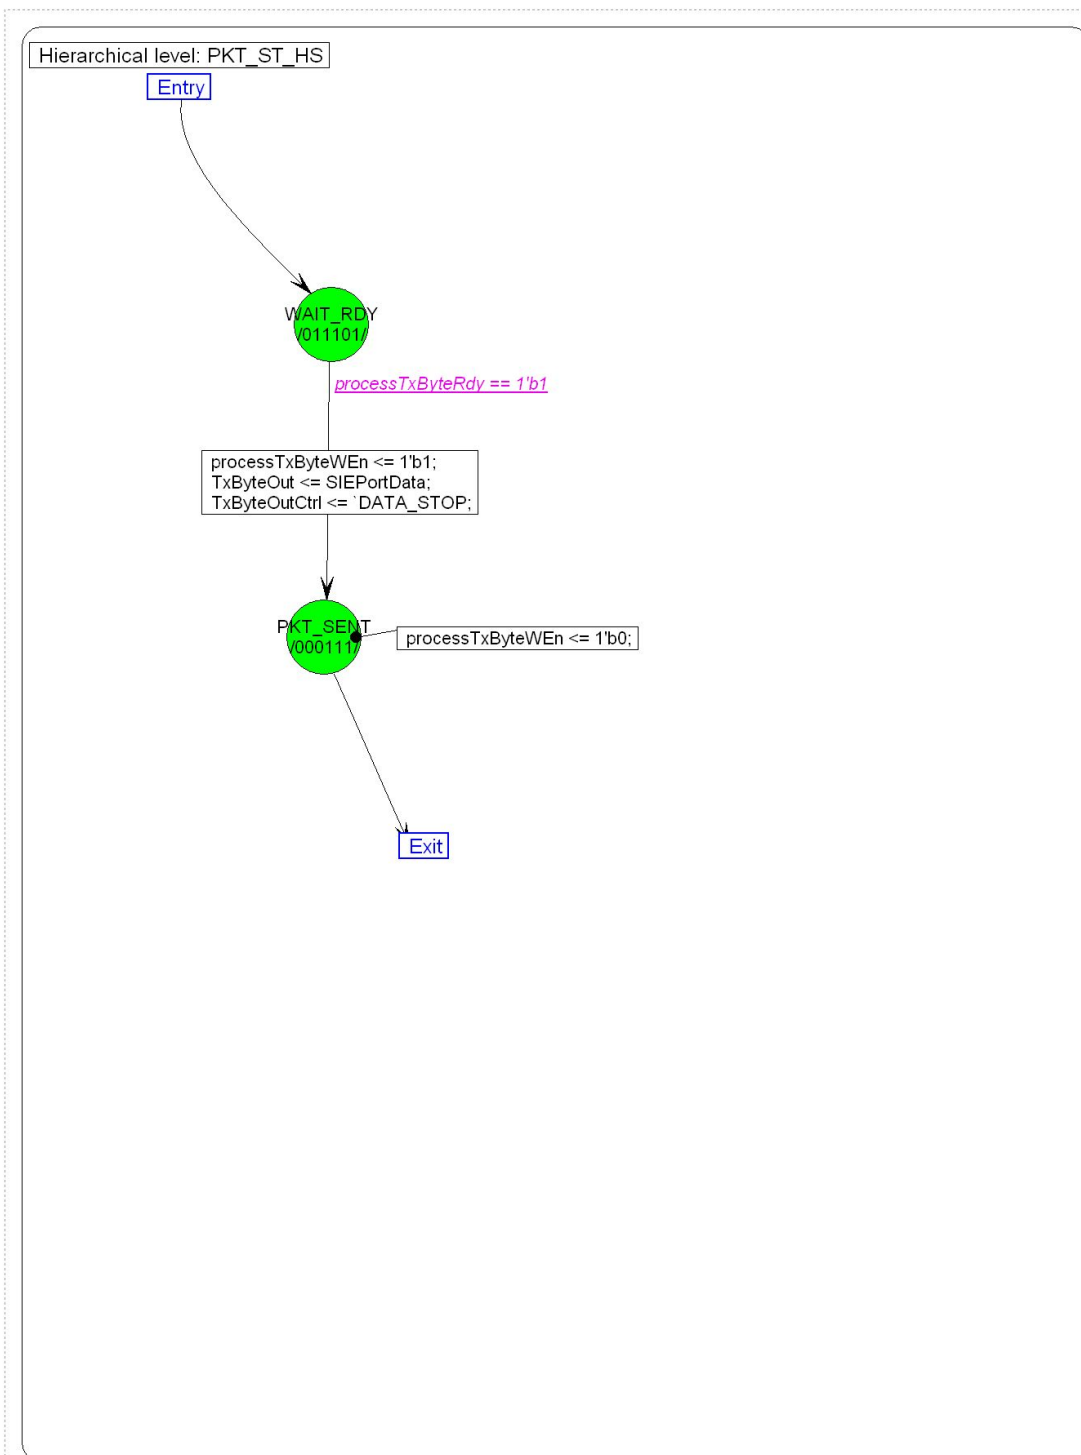 Hierarchical level: PKT_ST_HS
Entry
WAIT_RDY
/011101/
processTxByteRdy == 1'b1
processTxByteWEn <= 1'b1;
TxByteOut <= SIEPortData;
TxByteOutCtrl <= `DATA_STOP;
PKT_SENT
/000111/
processTxByteWEn <= 1'b0;
Exit